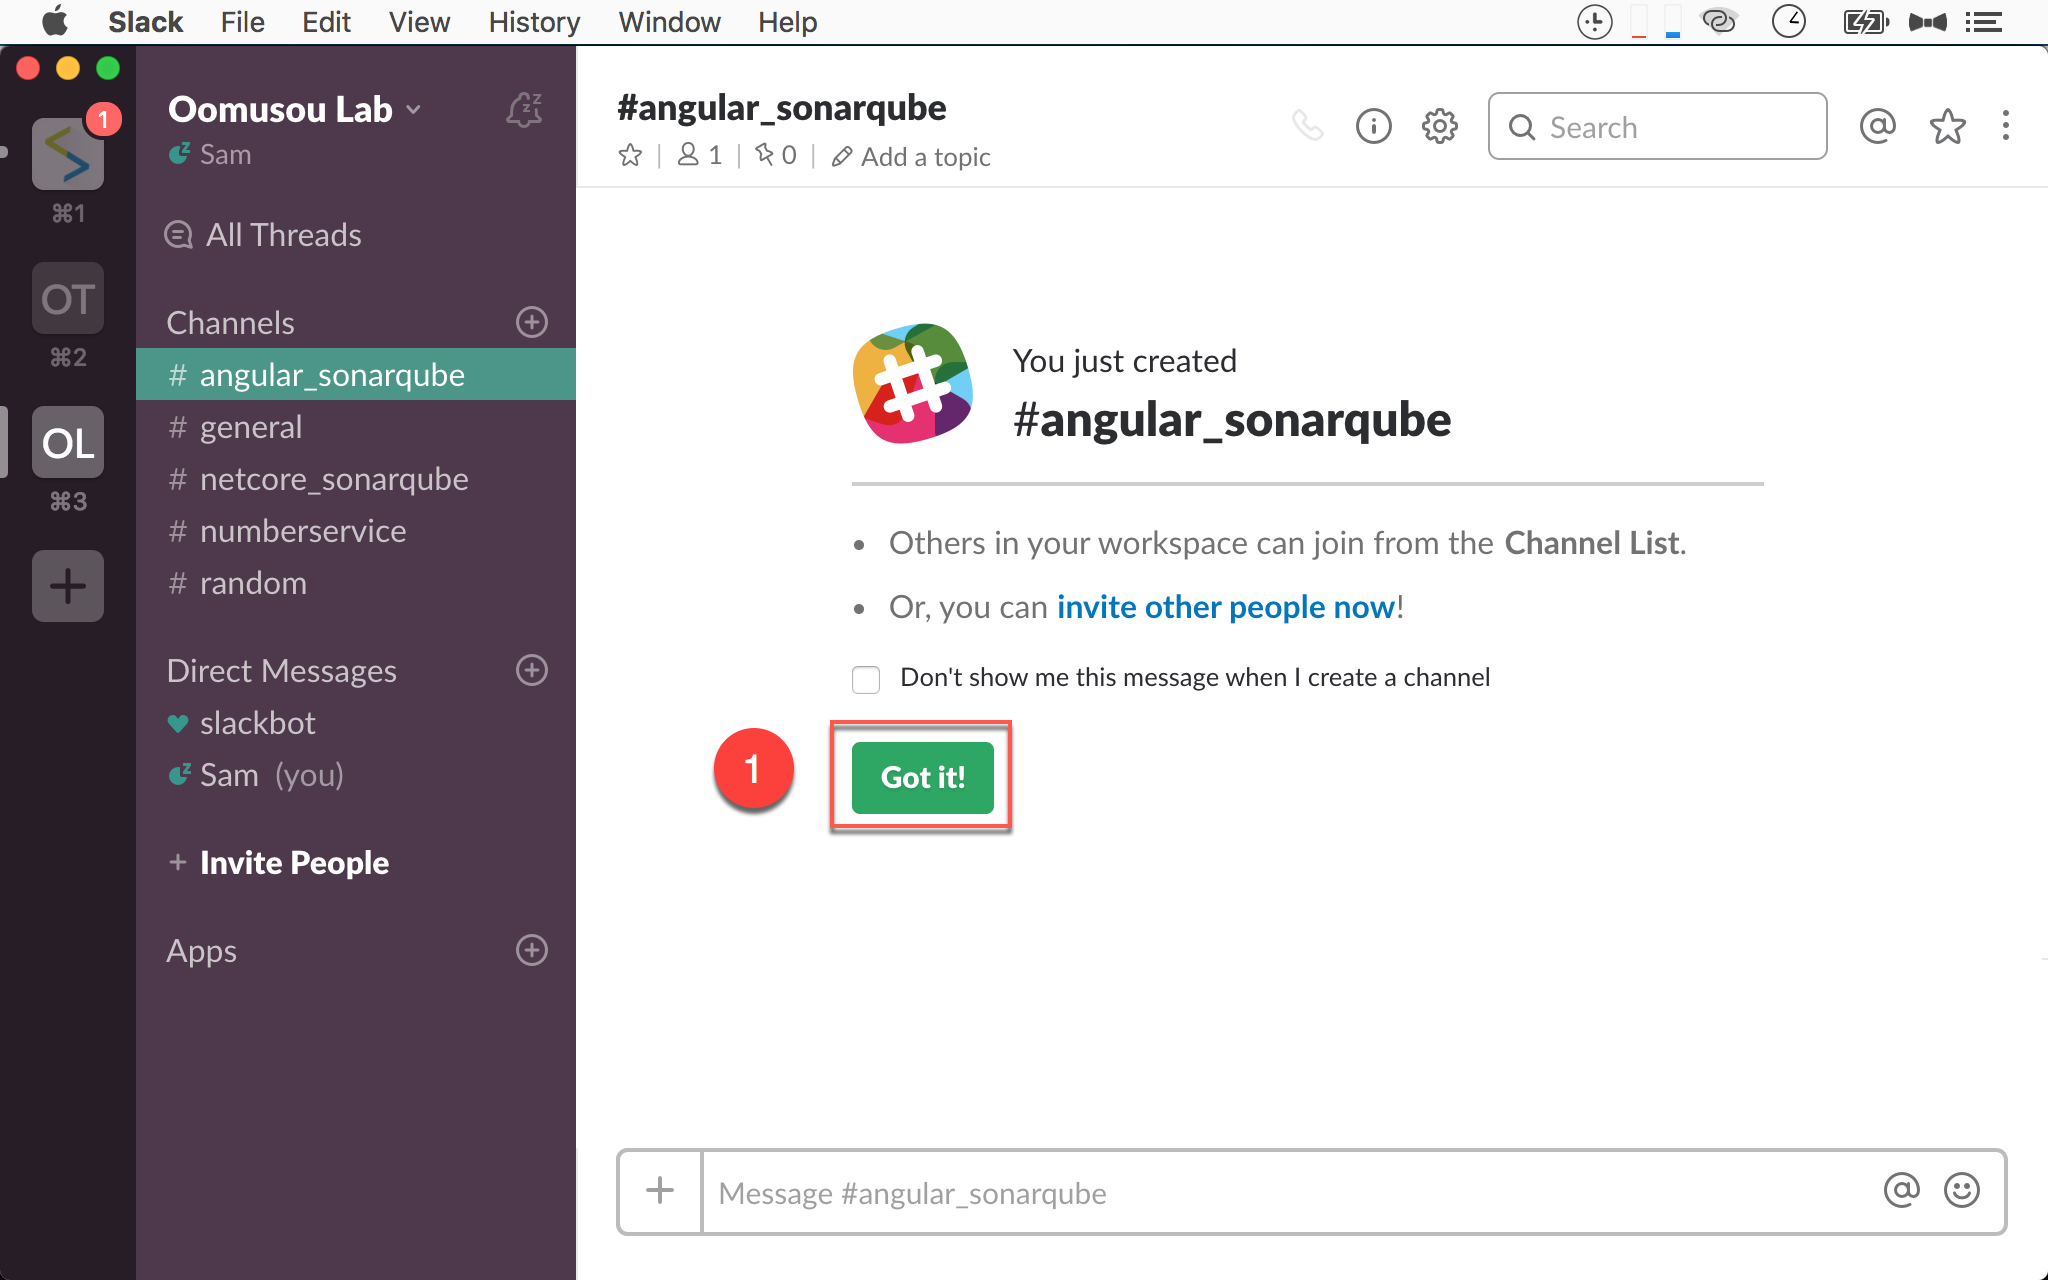 Slack File Edit View History Window Help
1
⌘1
OT
⌘2
OL
⌘3
Oomusou Lab
Sam
All Threads
Channels
# angular_sonarqube
# general
# netcore_sonarqube
# numberservice
# random
Direct Messages
slackbot
Sam (you)
+ Invite People
Apps
#angular_sonarqube
1 | 0 | Add a topic
Search
You just created
#angular_sonarqube
• Others in your workspace can join from the Channel List.
• Or, you can invite other people now!
Don't show me this message when I create a channel
1
Got it!
Message #angular_sonarqube